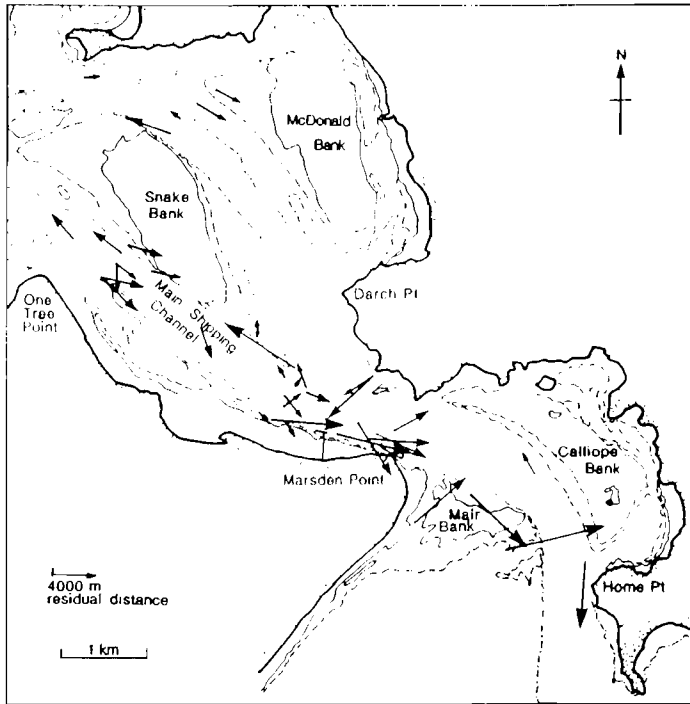 N
McDonald
Bank
Snake
Bank
One
Tree
Point
Main Shipping
Channel
Darch Pt
Marsden Point
Calliope
Bank
Mair
Bank
Home Pt
4000 m
residual distance
1 km